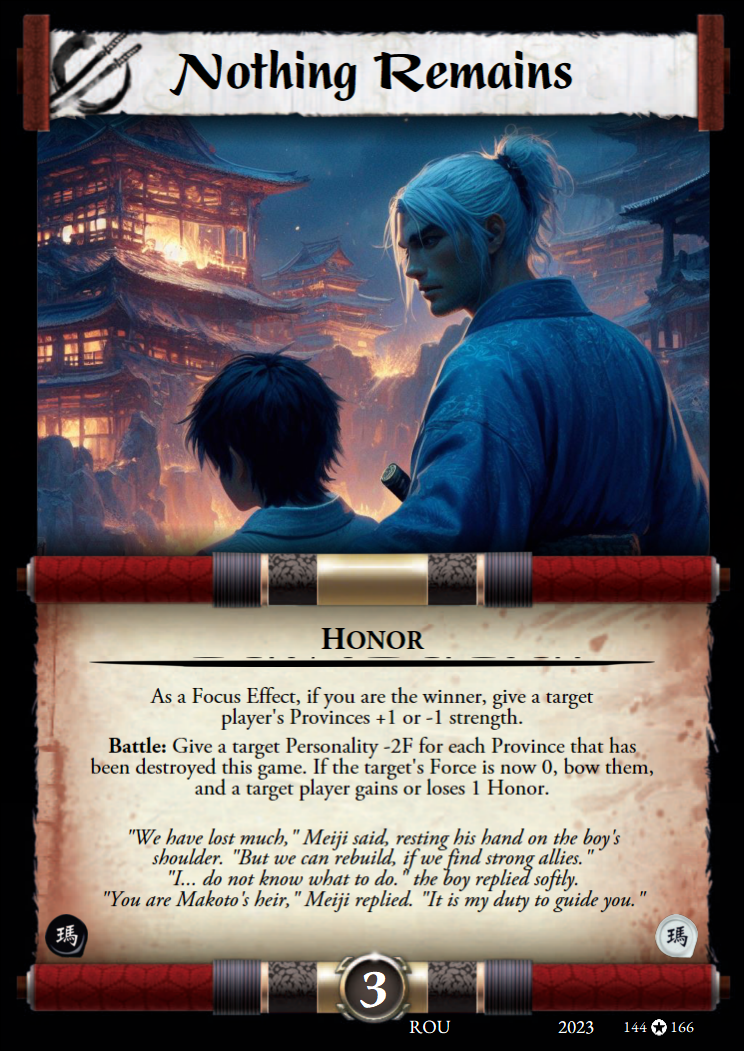 Nothing Remains
HONOR
As a Focus Effect, if you are the winner, give a target
player's Provinces +1 or -1 strength.
Battle: Give a target Personality -2F for each Province that has
been destroyed this game. If the target's Force is now 0, bow them,
and a target player gains or loses 1 Honor.
"We have lost much," Meiji said, resting his hand on the boy's
shoulder. "But we can rebuild, if we find strong allies."
"I... do not know what to do." the boy replied softly.
"You are Makoto's heir," Meiji replied. "It is my duty to guide you."
瑪
瑪
3
ROU 2023 144 166